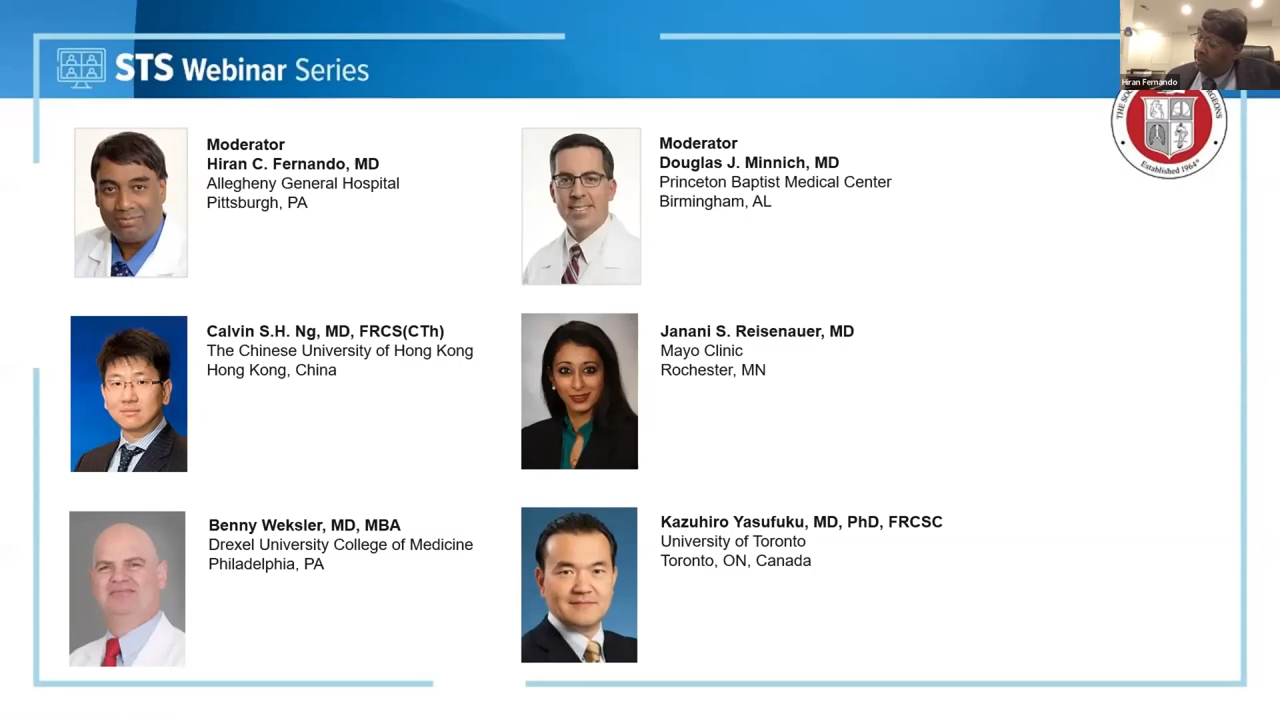 STS Webinar Series
Hiran Fernando
Established 1964
Moderator
Hiran C. Fernando, MD
Allegheny General Hospital
Pittsburgh, PA
Moderator
Douglas J. Minnich, MD
Princeton Baptist Medical Center
Birmingham, AL
Calvin S.H. Ng, MD, FRCS(CTh)
The Chinese University of Hong Kong
Hong Kong, China
Janani S. Reisenauer, MD
Mayo Clinic
Rochester, MN
Benny Weksler, MD, MBA
Drexel University College of Medicine
Philadelphia, PA
Kazuhiro Yasufuku, MD, PhD, FRCSC
University of Toronto
Toronto, ON, Canada